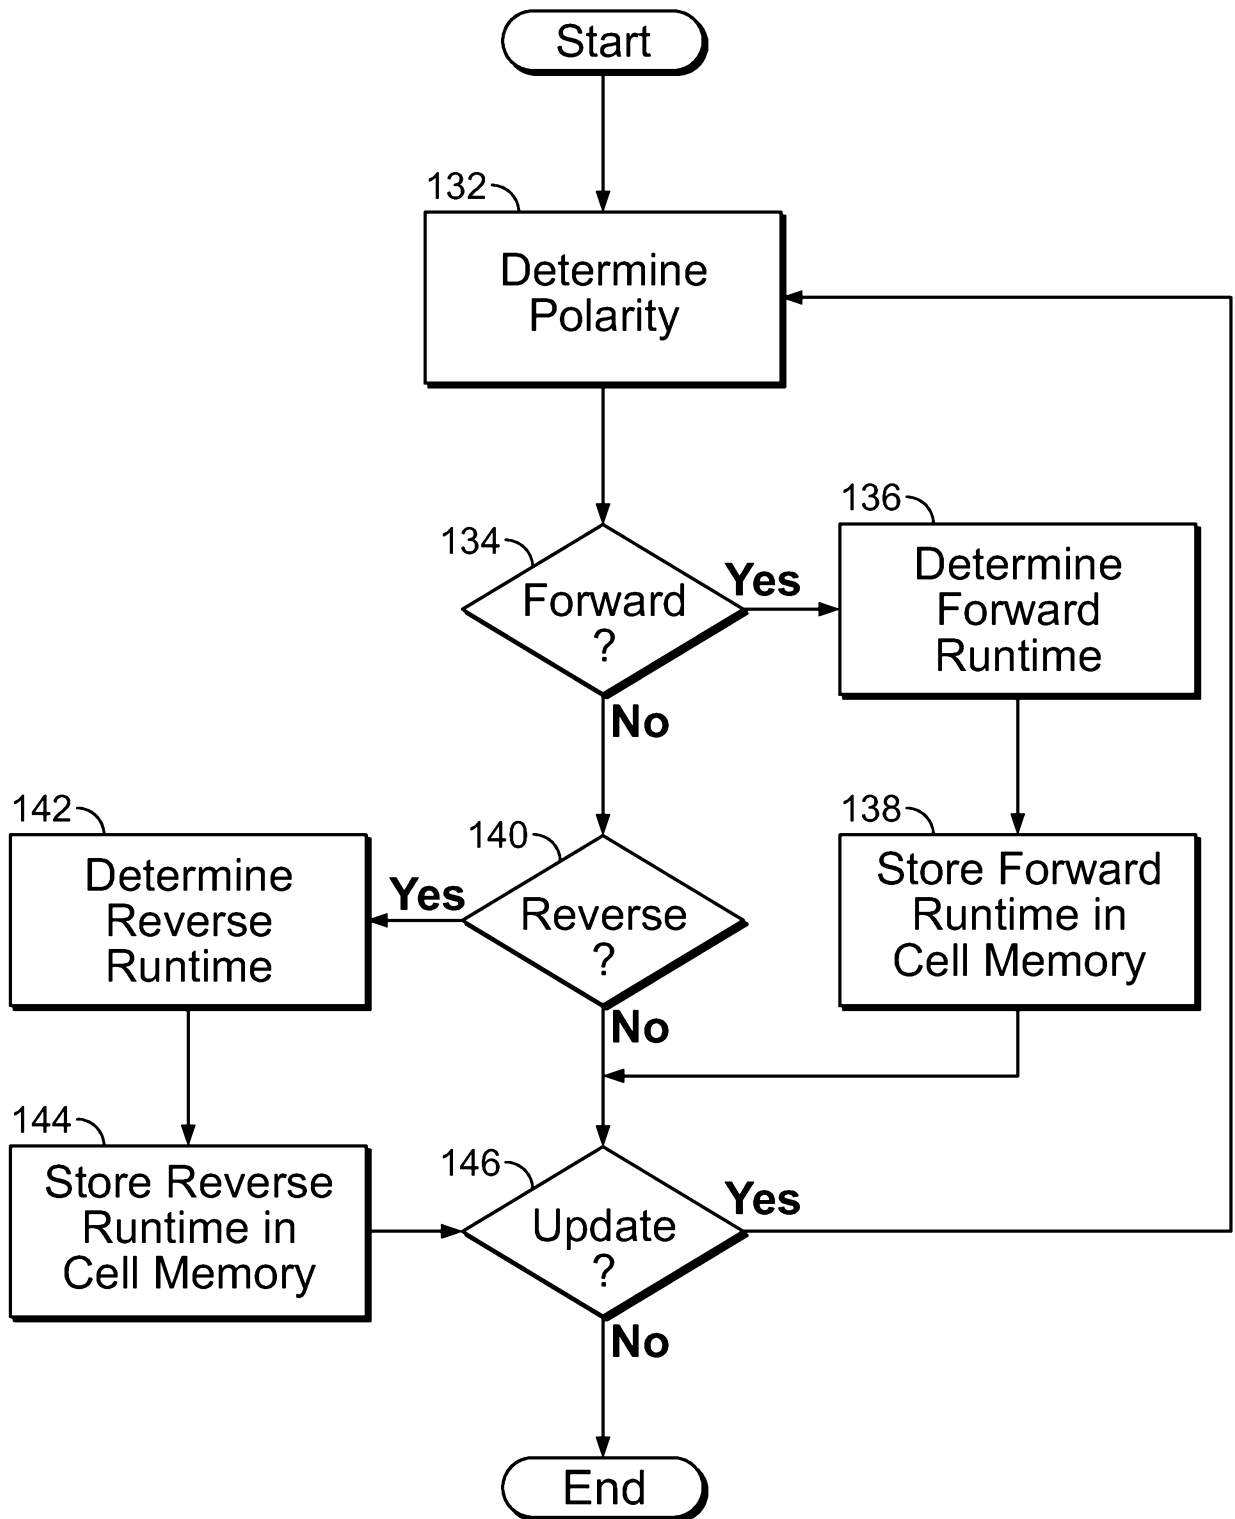 Start
132
Determine
Polarity
134
Forward
?
Yes
No
136
Determine
Forward
Runtime
138
Store Forward
Runtime in
Cell Memory
140
Reverse
?
Yes
No
142
Determine
Reverse
Runtime
144
Store Reverse
Runtime in
Cell Memory
146
Update
?
Yes
No
End